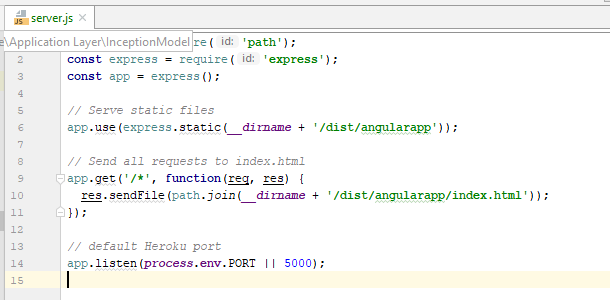 server.js
e\Application Layer\InceptionModel
re( id: 'path');
2 const express = require( id: 'express');
3 const app = express();
4
5 // Serve static files
6 app.use(express.static(__dirname + '/dist/angularapp'));
7
8 // Send all requests to index.html
9 app.get('/*', function(req, res) {
10 res.sendFile(path.join(__dirname + '/dist/angularapp/index.html'));
11 });
12
13 // default Heroku port
14 app.listen(process.env.PORT || 5000);
15